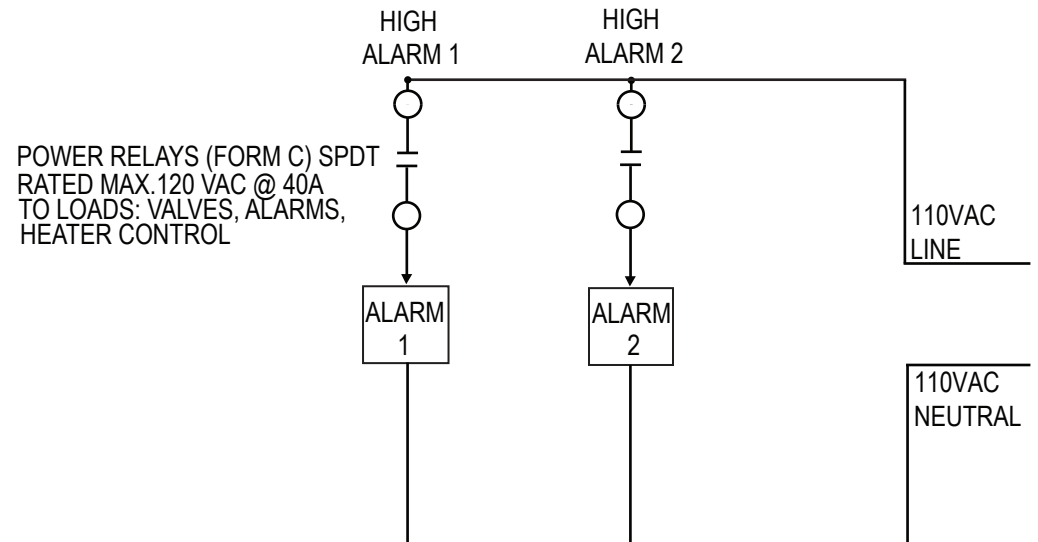 HIGH
ALARM 1
HIGH
ALARM 2
POWER RELAYS (FORM C) SPDT
RATED MAX.120 VAC @ 40A
TO LOADS: VALVES, ALARMS,
HEATER CONTROL
110VAC
LINE
ALARM
1
ALARM
2
110VAC
NEUTRAL